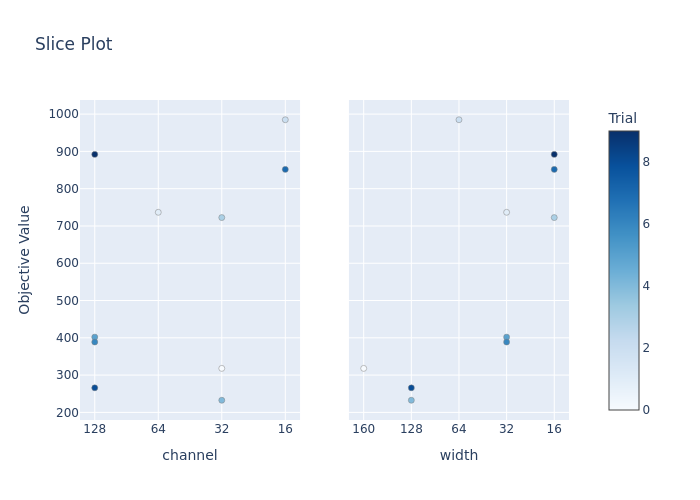 Slice Plot
Objective Value
1000
900
800
700
600
500
400
300
200
128 64 32 16
channel
160 128 64 32 16
width
Trial
8
6
4
2
0